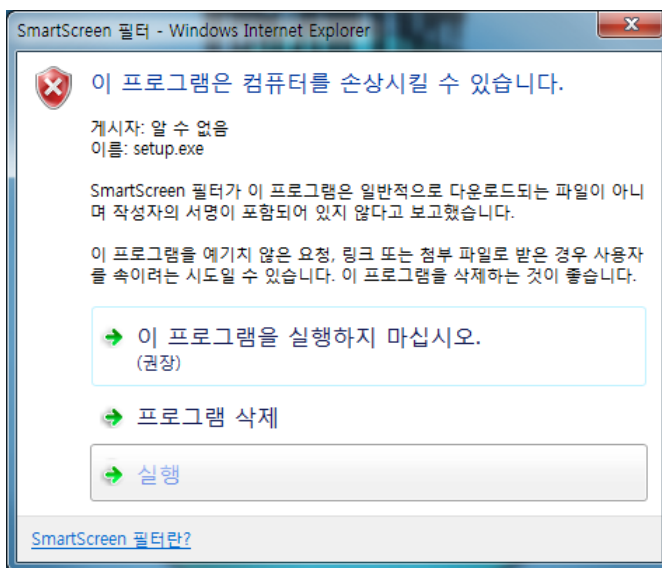 SmartScreen 필터 - Windows Internet Explorer
이 프로그램은 컴퓨터를 손상시킬 수 있습니다.
게시자: 알 수 없음
이름: setup.exe
SmartScreen 필터가 이 프로그램은 일반적으로 다운로드되는 파일이 아니
며 작성자의 서명이 포함되어 있지 않다고 보고했습니다.
이 프로그램을 예기치 않은 요청, 링크 또는 첨부 파일로 받은 경우 사용자
를 속이려는 시도일 수 있습니다. 이 프로그램을 삭제하는 것이 좋습니다.
이 프로그램을 실행하지 마십시오.
(권장)
프로그램 삭제
실행
SmartScreen 필터란?